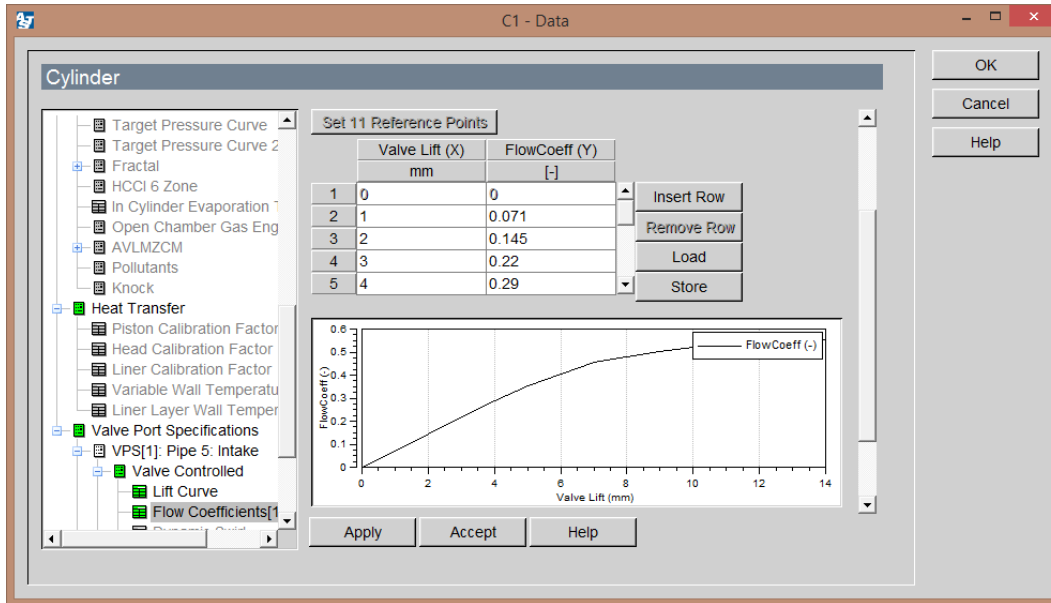 C1 - Data
OK
Cancel
Help
Cylinder
Target Pressure Curve
Target Pressure Curve 2
Fractal
HCCI 6 Zone
In Cylinder Evaporation T
Open Chamber Gas Eng
AVLMZCM
Pollutants
Knock
Heat Transfer
Piston Calibration Factor
Head Calibration Factor
Liner Calibration Factor
Variable Wall Temperatu
Liner Layer Wall Temper
Valve Port Specifications
VPS[1]: Pipe 5: Intake
Valve Controlled
Lift Curve
Flow Coefficients[1
Set 11 Reference Points
Valve Lift (X) FlowCoeff (Y)
mm [-]
1 0 0
2 1 0.071
3 2 0.145
4 3 0.22
5 4 0.29
Insert Row
Remove Row
Load
Store
FlowCoeff (-)
0.6
0.5
0.4
0.3
0.2
0.1
0
FlowCoeff (-)
0 2 4 6 8 10 12 14
Valve Lift (mm)
Apply Accept Help